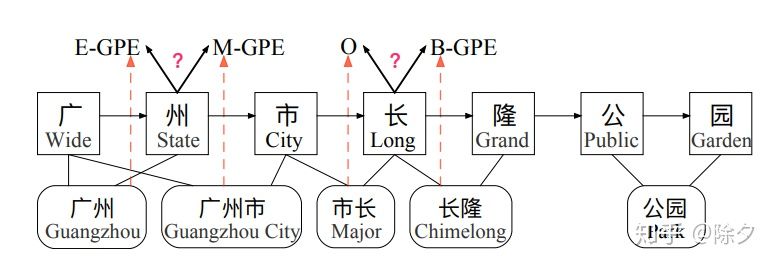 E-GPE ? M-GPE O ? B-GPE
广 州 市 长 隆 公 园
Wide State City Long Grand Public Garden
广州 广州市 市长 长隆 公园
Guangzhou Guangzhou City Major Chimelong Park
知乎 @除夕